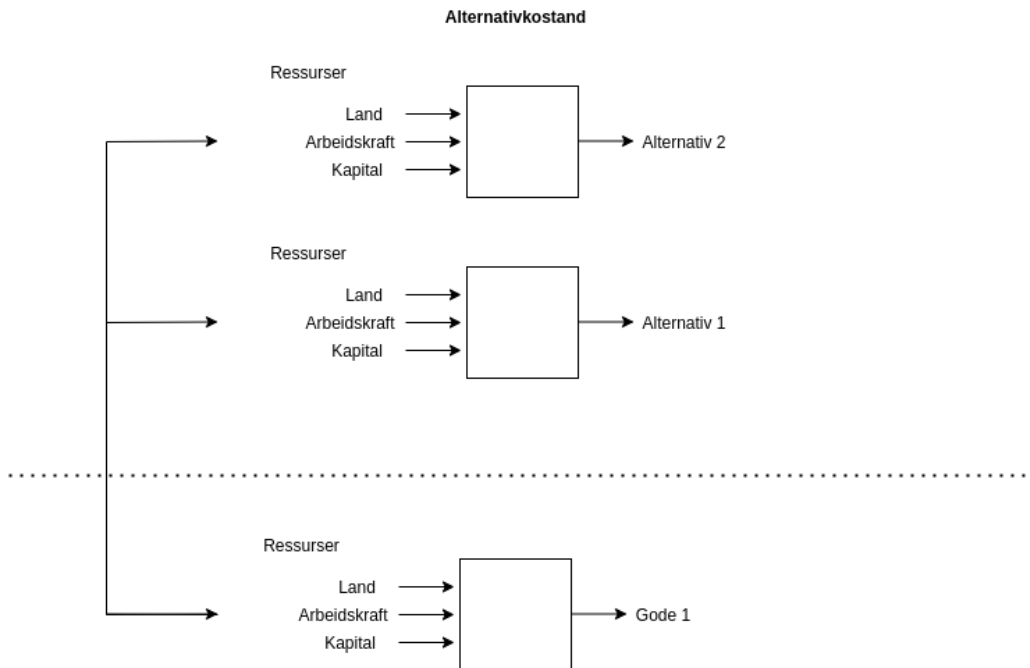 Alternativkostand
Ressurser
Land
Arbeidskraft
Kapital
Alternativ 2
Ressurser
Land
Arbeidskraft
Kapital
Alternativ 1
Ressurser
Land
Arbeidskraft
Kapital
Gode 1